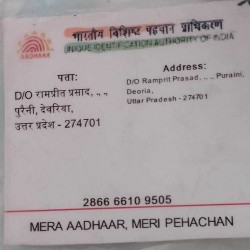 भारतीय विशिष्ट पहचान प्राधिकरण
UNIQUE IDENTIFICATION AUTHORITY OF INDIA
AADHAAR
पता:
D/O रामप्रीत प्रसाद, ., .,
पुरैनी, देवरिया,
उत्तर प्रदेश - 274701
Address:
D/O Ramprit Prasad, ., ., Puraini,
Deoria,
Uttar Pradesh - 274701
2866 6610 9505
MERA AADHAAR, MERI PEHACHAN